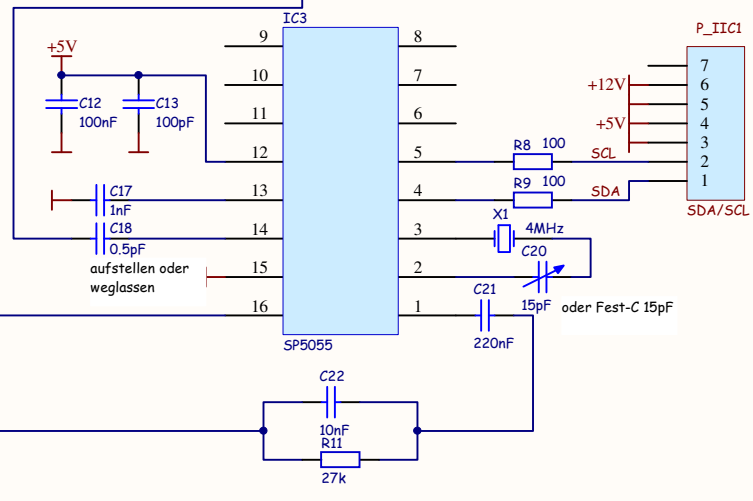 IC3
P_IIC1
+5V
9
8
7
10
7
+12V
6
C12
C13
5
100nF
100pF
11
6
+5V
4
3
R8 100
12
5
SCL
2
R9 100
1
C17
13
4
SDA
1nF
SDA/SCL
X1
C18
14
3
4MHz
0.5pF
C20
aufstellen oder
weglassen
15
2
C21
15pF
oder Fest-C 15pF
16
1
220nF
SP5055
C22
10nF
R11
27k